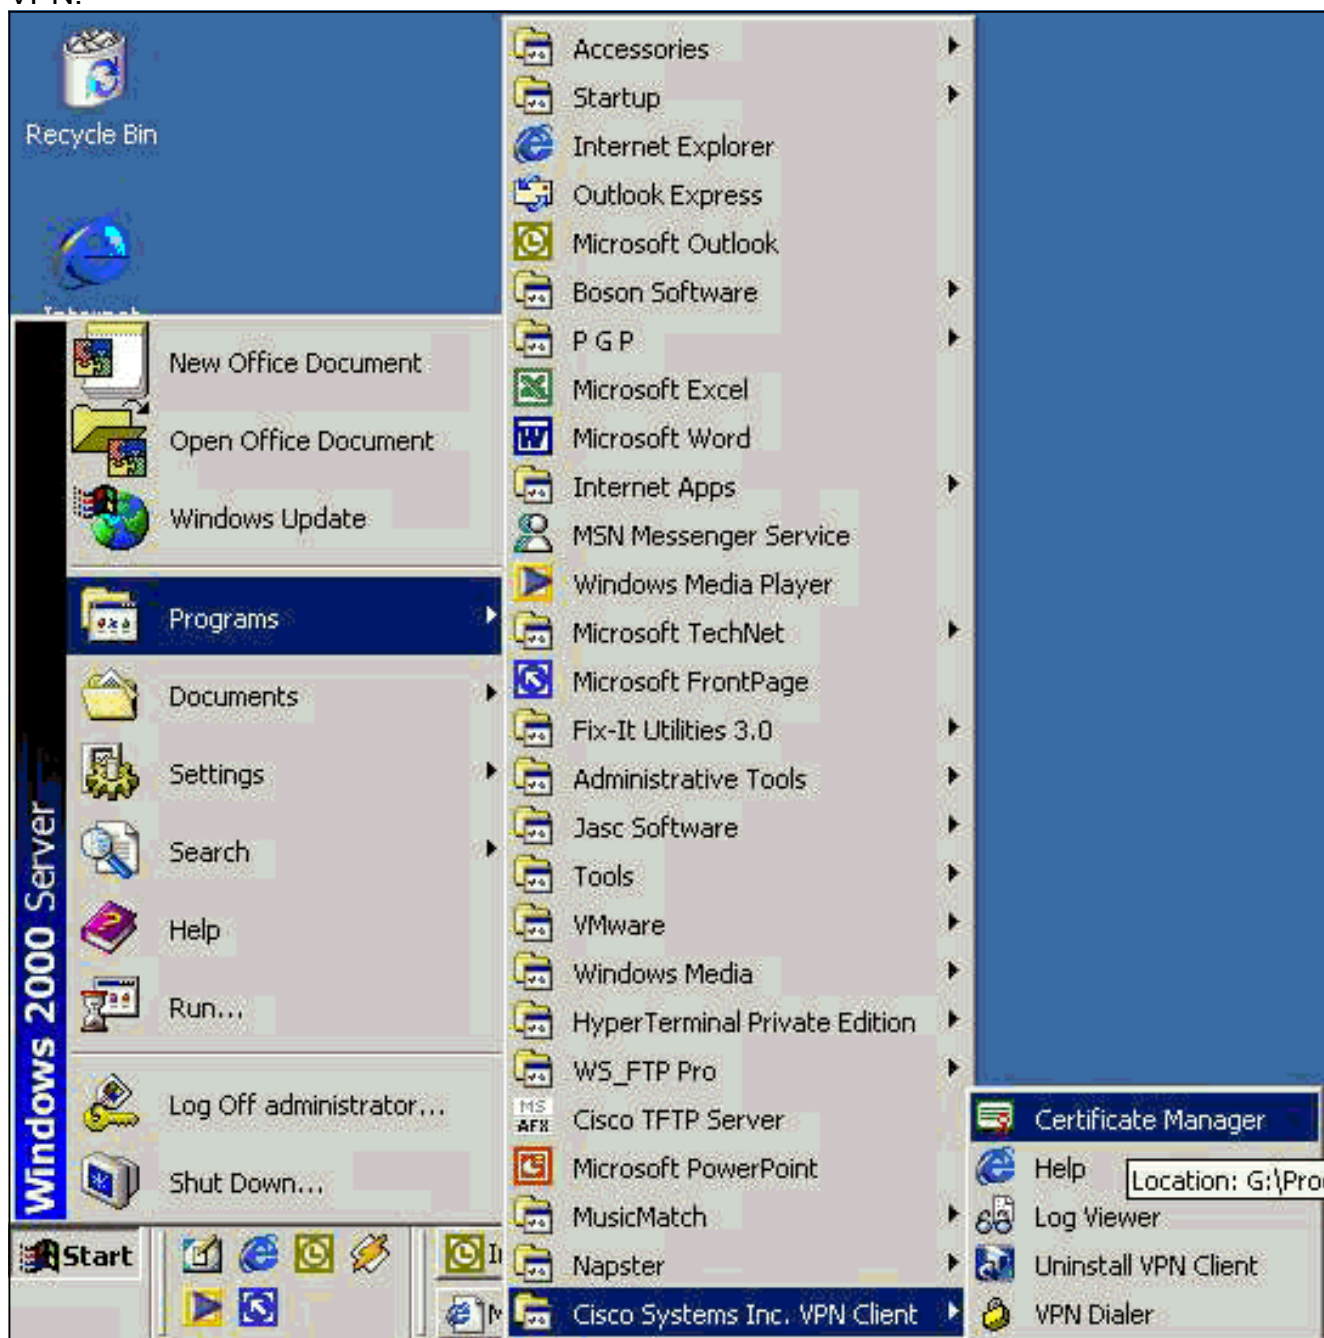 VPN.
Recycle Bin
Internet
New Office Document
Open Office Document
Windows Update
Programs
Documents
Settings
Search
Help
Run...
Log Off administrator...
Shut Down...
Windows 2000 Server
Start
Accessories
Startup
Internet Explorer
Outlook Express
Microsoft Outlook
Boson Software
P G P
Microsoft Excel
Microsoft Word
Internet Apps
MSN Messenger Service
Windows Media Player
Microsoft TechNet
Microsoft FrontPage
Fix-It Utilities 3.0
Administrative Tools
Jasc Software
Tools
VMware
Windows Media
HyperTerminal Private Edition
WS_FTP Pro
MS
AFX
Cisco TFTP Server
Microsoft PowerPoint
MusicMatch
Napster
Cisco Systems Inc. VPN Client
Certificate Manager
Help
Location: G:\Pro
Log Viewer
Uninstall VPN Client
VPN Dialer